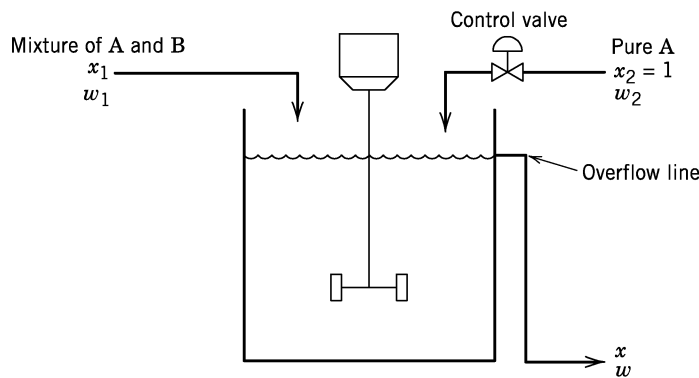 Control valve
Mixture of A and B
x₁
w₁
Pure A
x₂ = 1
w₂
Overflow line
x
w